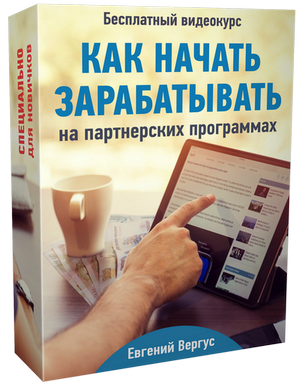 Бесплатный видеокурс
КАК НАЧАТЬ
ЗАРАБАТЫВАТЬ
на партнерских программах
СПЕЦИАЛЬНО
ДЛЯ НОВИЧКОВ
Евгений Вергус